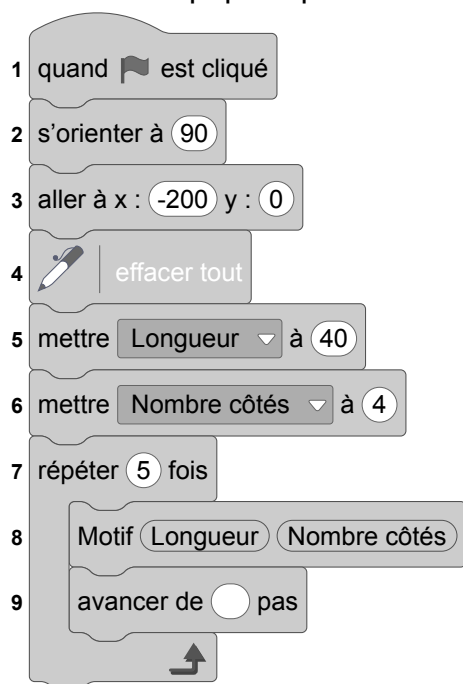 1 quand est cliqué
2 s'orienter à 90
3 aller à x : -200 y : 0
4 effacer tout
5 mettre Longueur à 40
6 mettre Nombre côtés à 4
7 répéter 5 fois
8 Motif Longueur Nombre côtés
9 avancer de pas